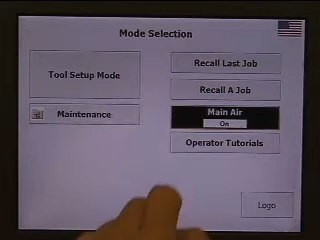 Mode Selection
Tool Setup Mode
Maintenance
Recall Last Job
Recall A Job
Main Air
On
Operator Tutorials
Logo